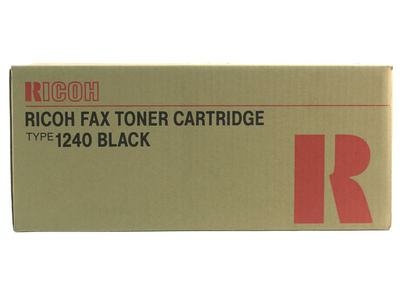 RICOH
RICOH FAX TONER CARTRIDGE
TYPE 1240 BLACK
R